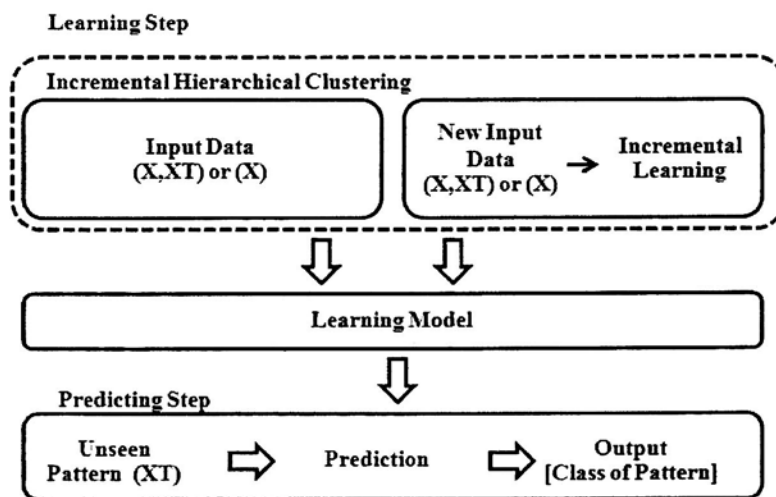 Learning Step
Incremental Hierarchical Clustering
Input Data
(X,XT) or (X)
New Input
Data
(X,XT) or (X)
Incremental
Learning
Learning Model
Predicting Step
Unseen
Pattern (XT)
Prediction
Output
[Class of Pattern]